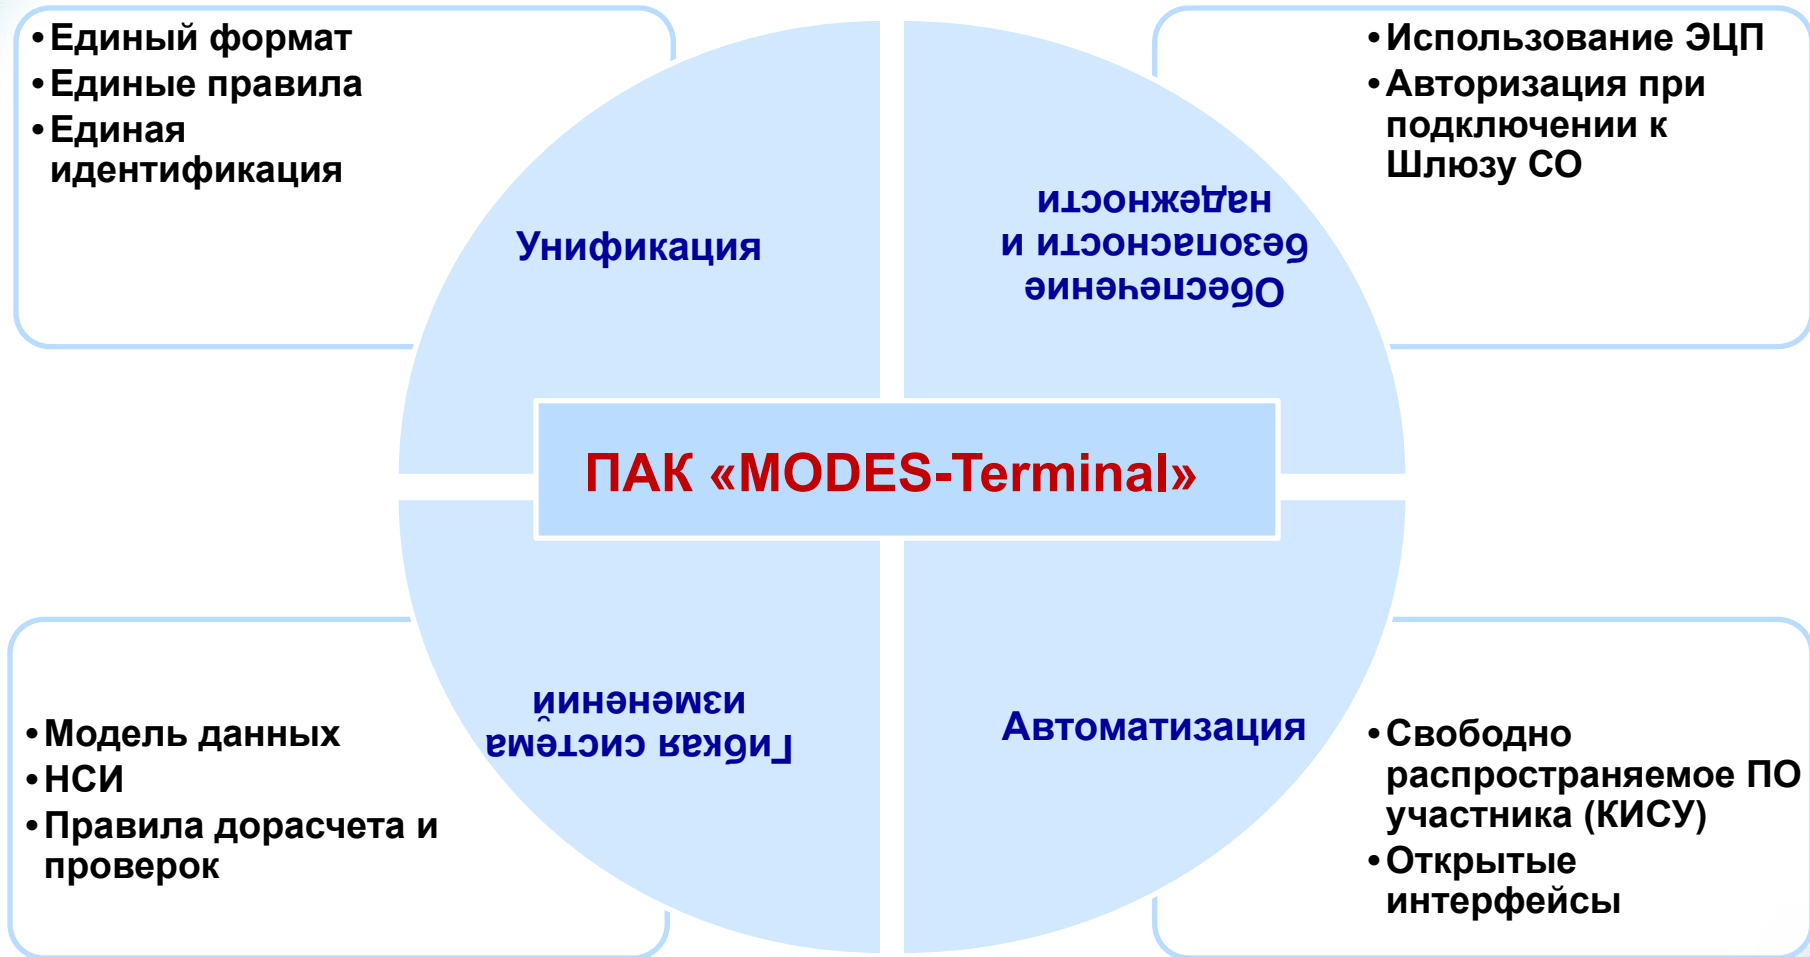 •Единый формат
•Единые правила
•Единая
идентификация
Унификация
Обеспечение
безопасности и
надежности
•Использование ЭЦП
•Авторизация при
подключении к
Шлюзу СО
ПАК «MODES-Terminal»
•Модель данных
•НСИ
•Правила дорасчета и
проверок
Гибкая система
изменений
Автоматизация
•Свободно
распространяемое ПО
участника (КИСУ)
•Открытые
интерфейсы